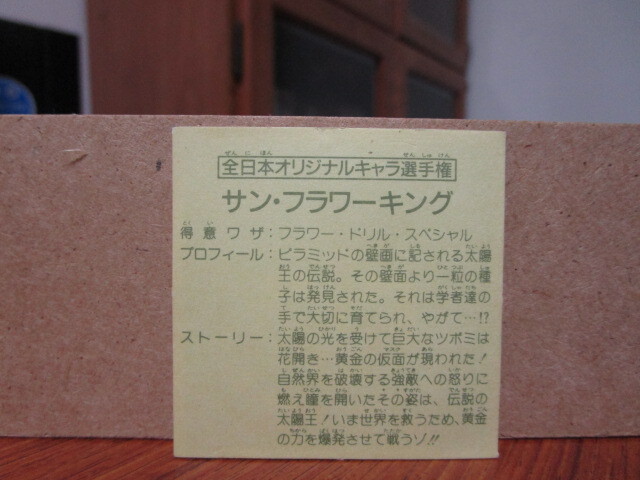 全日本オリジナルキャラ選手権
サン・フラワーキング
得意ワザ：フラワー・ドリル・スペシャル
プロフィール：ピラミッドの壁画に記される太陽
王の伝説。その壁面より一粒の種
子は発見された。それは学者達の
手で大切に育てられ、やがて…!?
ストーリー：太陽の光を受けて巨大なツボミは
花開き…黄金の仮面が現われた！
自然界を破壊する強敵への怒りに
燃え瞳を開いたその姿は、伝説の
太陽王！いま世界を救うため、黄金
の力を爆発させて戦うゾ!!